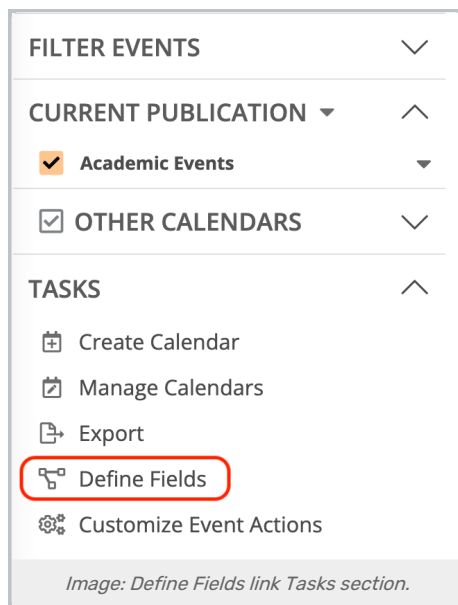 FILTER EVENTS
CURRENT PUBLICATION
Academic Events
OTHER CALENDARS
TASKS
Create Calendar
Manage Calendars
Export
Define Fields
Customize Event Actions
Image: Define Fields link Tasks section.